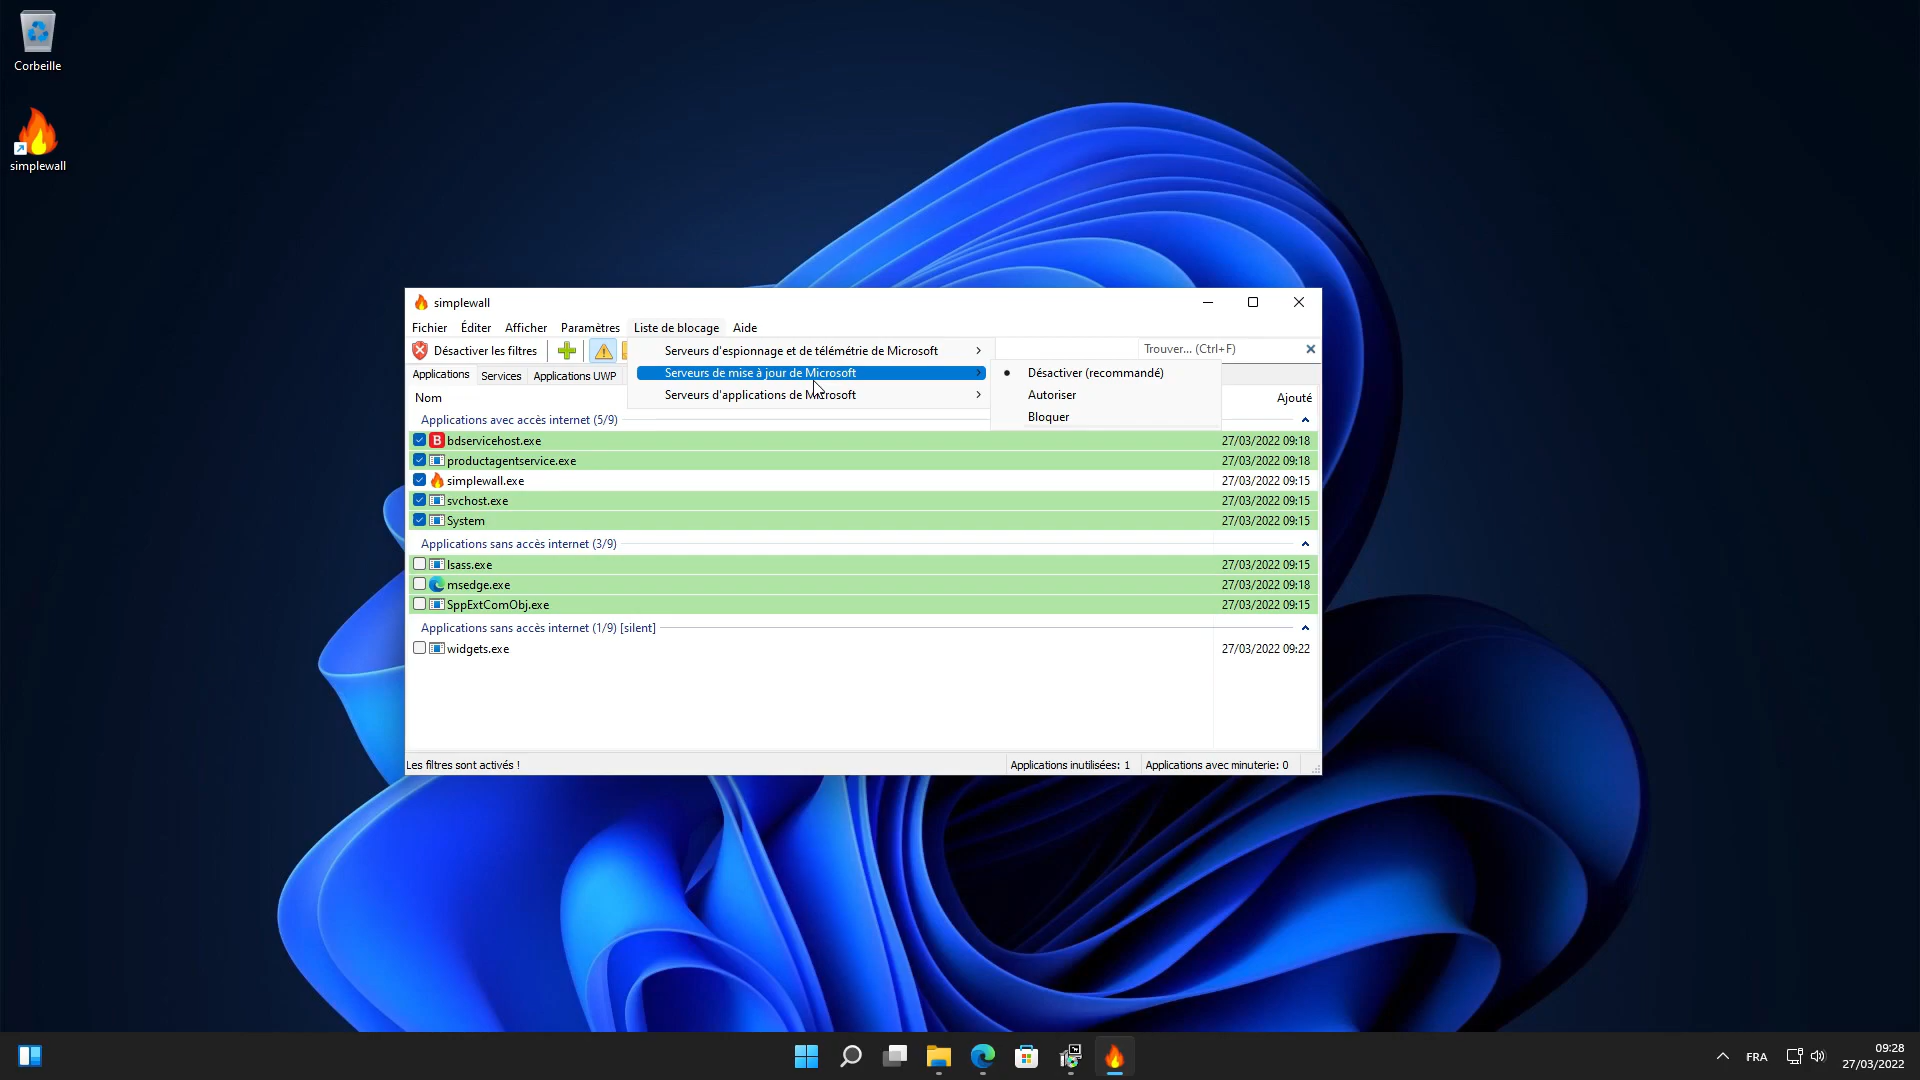 Corbeille
simplewall
simplewall
Fichier Éditer Afficher Paramètres Liste de blocage Aide
Désactiver les filtres
Serveurs d'espionnage et de télémétrie de Microsoft
Trouver... (Ctrl+F)
Applications Services Applications UWP
Serveurs de mise à jour de Microsoft
Désactiver (recommandé)
Serveurs d'applications de Microsoft
Autoriser
Bloquer
Nom Ajouté
Applications avec accès internet (5/9)
bdservicehost.exe 27/03/2022 09:18
productagentservice.exe 27/03/2022 09:18
simplewall.exe 27/03/2022 09:15
svchost.exe 27/03/2022 09:15
System 27/03/2022 09:15
Applications sans accès internet (3/9)
lsass.exe 27/03/2022 09:15
msedge.exe 27/03/2022 09:18
SppExtComObj.exe 27/03/2022 09:15
Applications sans accès internet (1/9) [silent]
widgets.exe 27/03/2022 09:22
Les filtres sont activés ! Applications inutilisées: 1 Applications avec minuterie: 0
FRA
09:28
27/03/2022